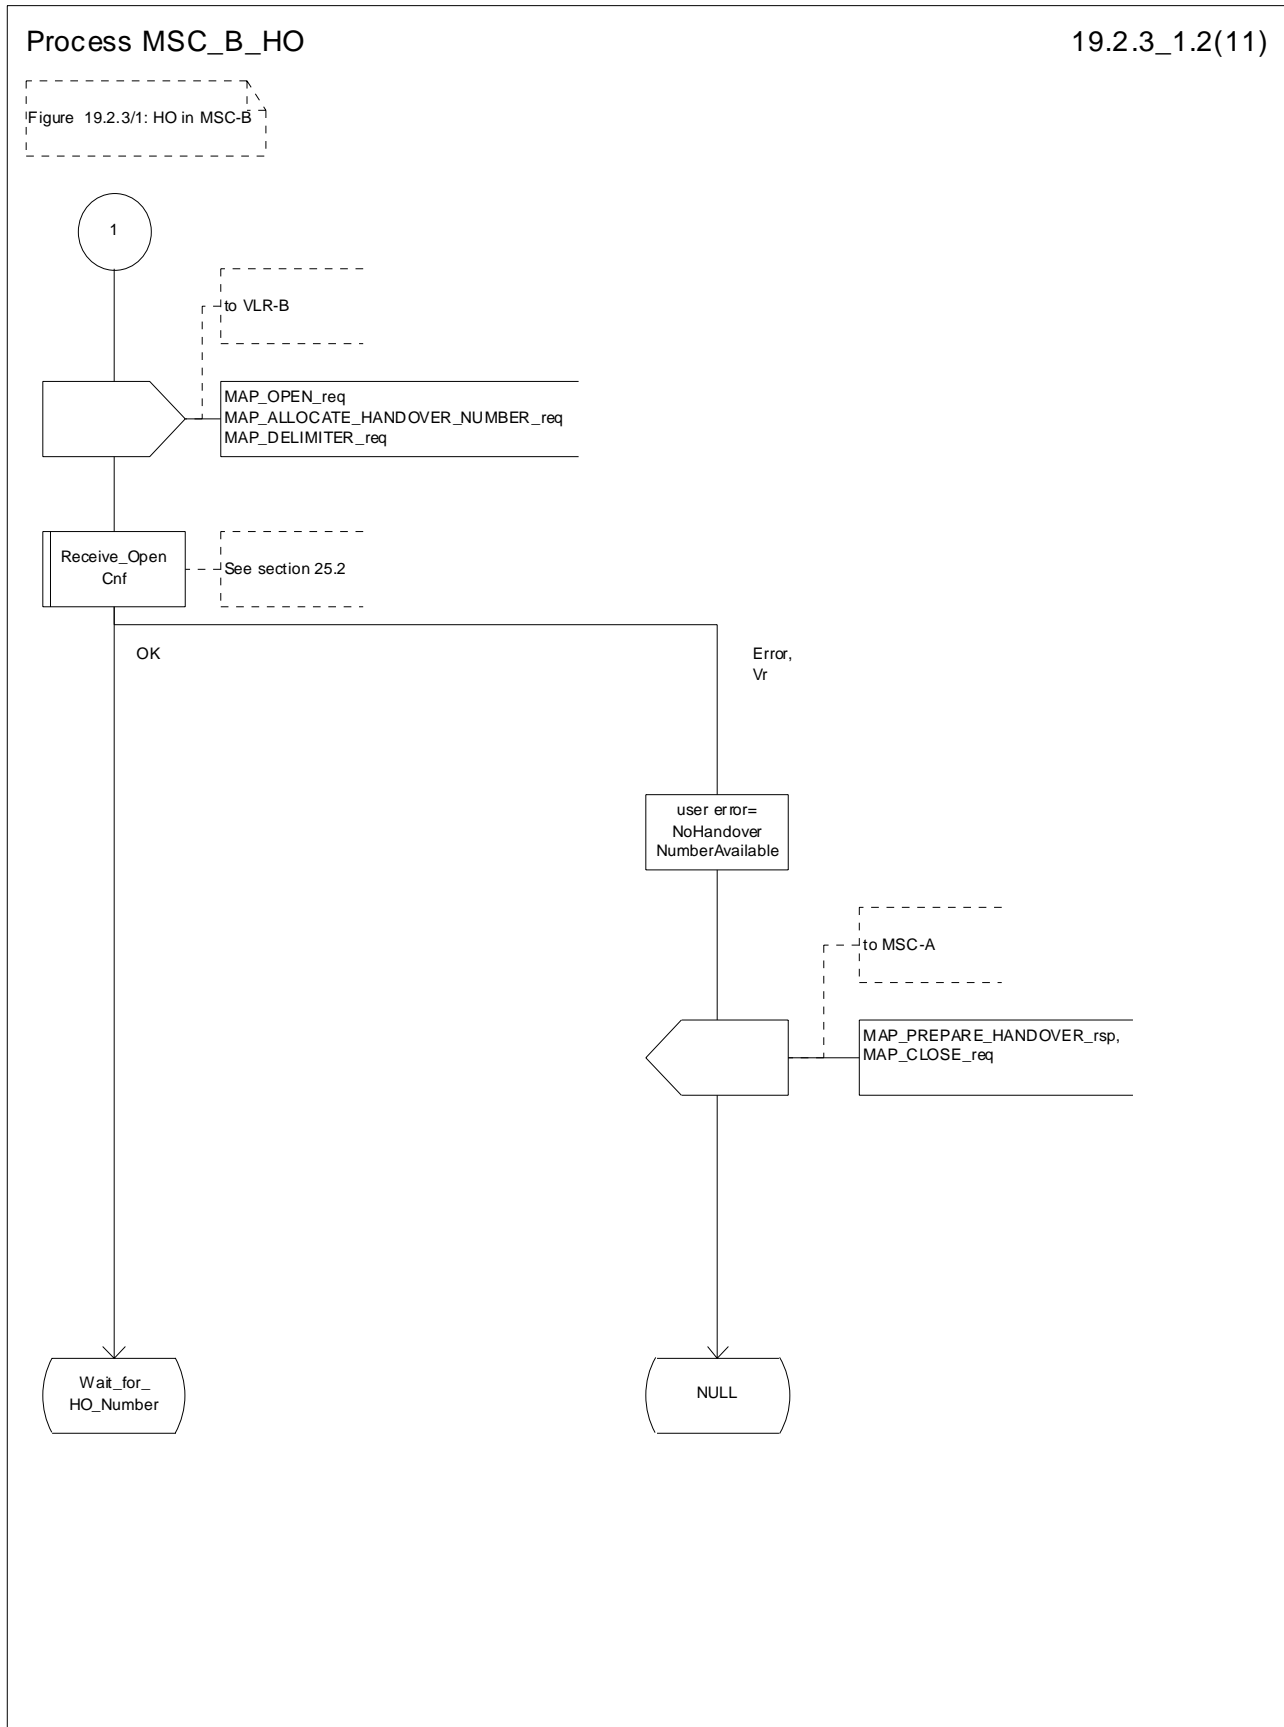 Process MSC_B_HO
19.2.3_1.2(11)
Figure 19.2.3/1: HO in MSC-B
1
to VLR-B
MAP_OPEN_req
MAP_ALLOCATE_HANDOVER_NUMBER_req
MAP_DELIMITER_req
Receive_Open
Cnf
See section 25.2
OK
Error,
Vr
user error=
NoHandover
NumberAvailable
to MSC-A
MAP_PREPARE_HANDOVER_rsp,
MAP_CLOSE_req
Wait_for_
HO_Number
NULL